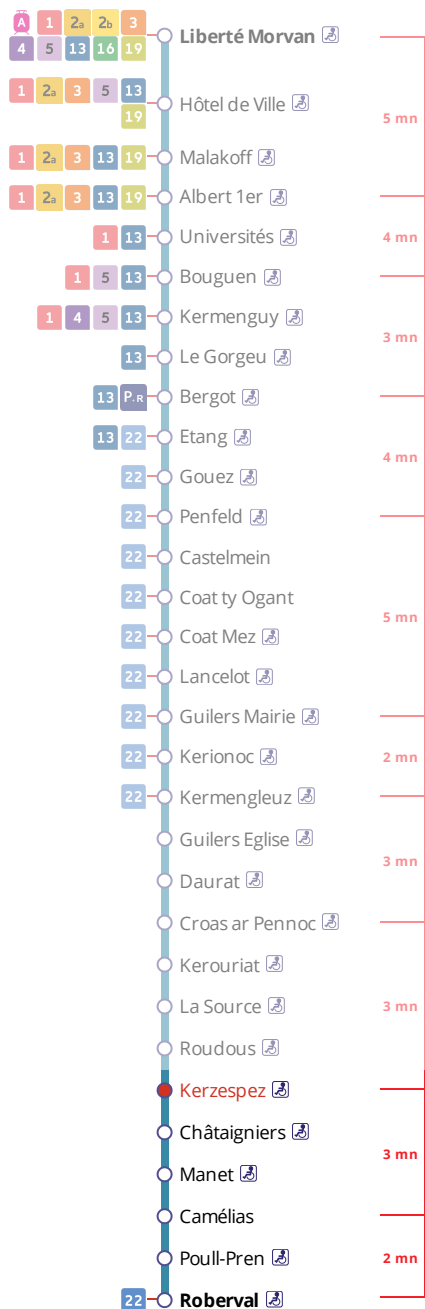 A 1 2a 2b 3
4 5 13 16 19 Liberté Morvan
1 2a 3 5 13
19 Hôtel de Ville
5 mn
1 2a 3 13 19 Malakoff
1 2a 3 13 19 Albert 1er
1 13 Universités 4 mn
1 5 13 Bouguen
1 4 5 13 Kermenguy
3 mn
13 Le Gorgeu
13 P.R Bergot
13 22 Etang
4 mn
22 Gouez
22 Penfeld
22 Castelmein
22 Coat ty Ogant
5 mn
22 Coat Mez
22 Lancelot
22 Guilers Mairie
22 Kerionoc 2 mn
22 Kermengleuz
Guilers Eglise
3 mn
Daurat
Croas ar Pennoc
Kerouriat
La Source 3 mn
Roudous
Kerzespez
Châtaigniers
3 mn
Manet
Camélias
Poull-Pren 2 mn
22 Roberval